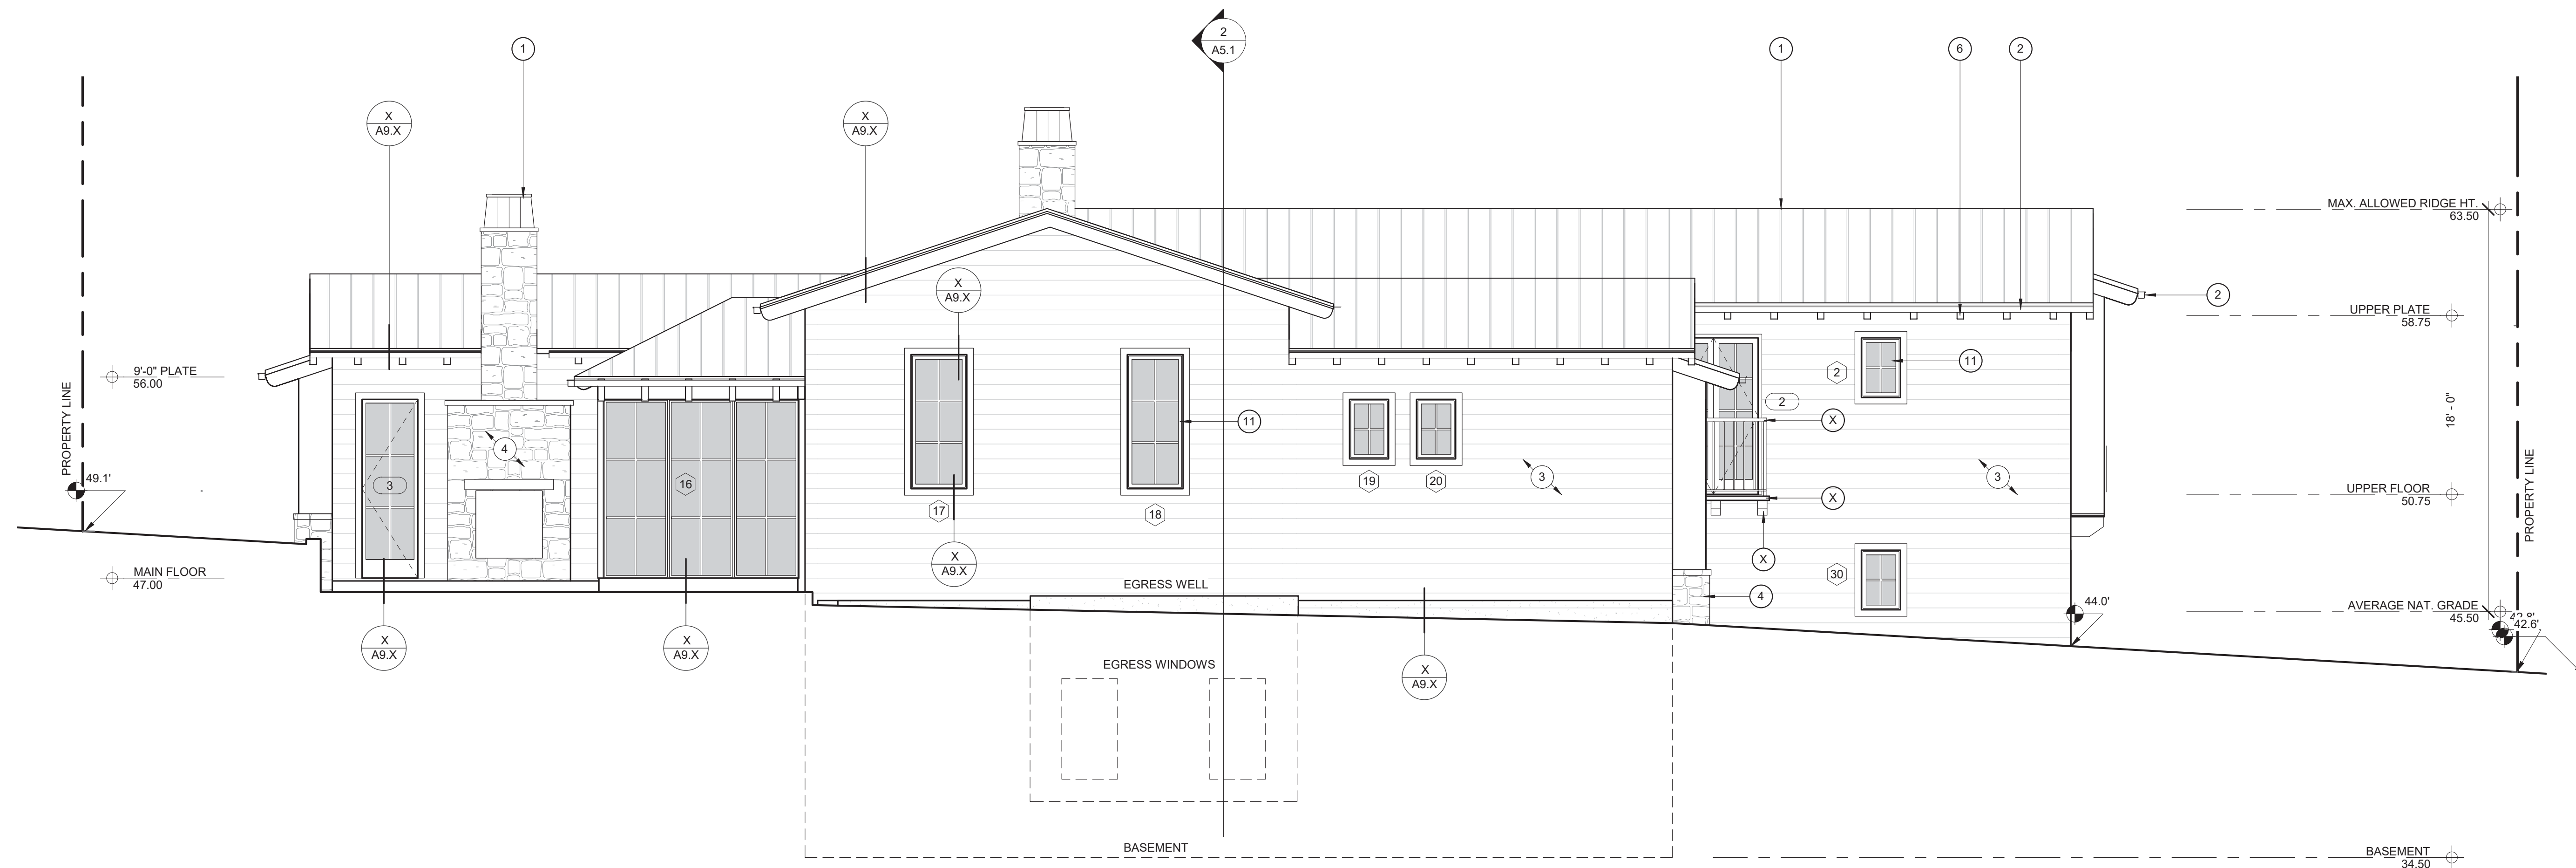 2
A5.1
1
1
6
2
X
A9.X
X
A9.X
MAX. ALLOWED RIDGE HT.
63.50
X
A9.X
2
UPPER PLATE
58.75
9'-0" PLATE
56.00
2
11
2
18' - 0"
PROPERTY LINE
11
X
4
3
49.1'
3
16
19
20
3
UPPER FLOOR
50.75
PROPERTY LINE
X
17
18
X
A9.X
X
30
MAIN FLOOR
47.00
EGRESS WELL
4
44.0'
AVERAGE NAT. GRADE
45.50
42.8'
42.6'
X
A9.X
X
A9.X
X
A9.X
EGRESS WINDOWS
BASEMENT
BASEMENT
34.50